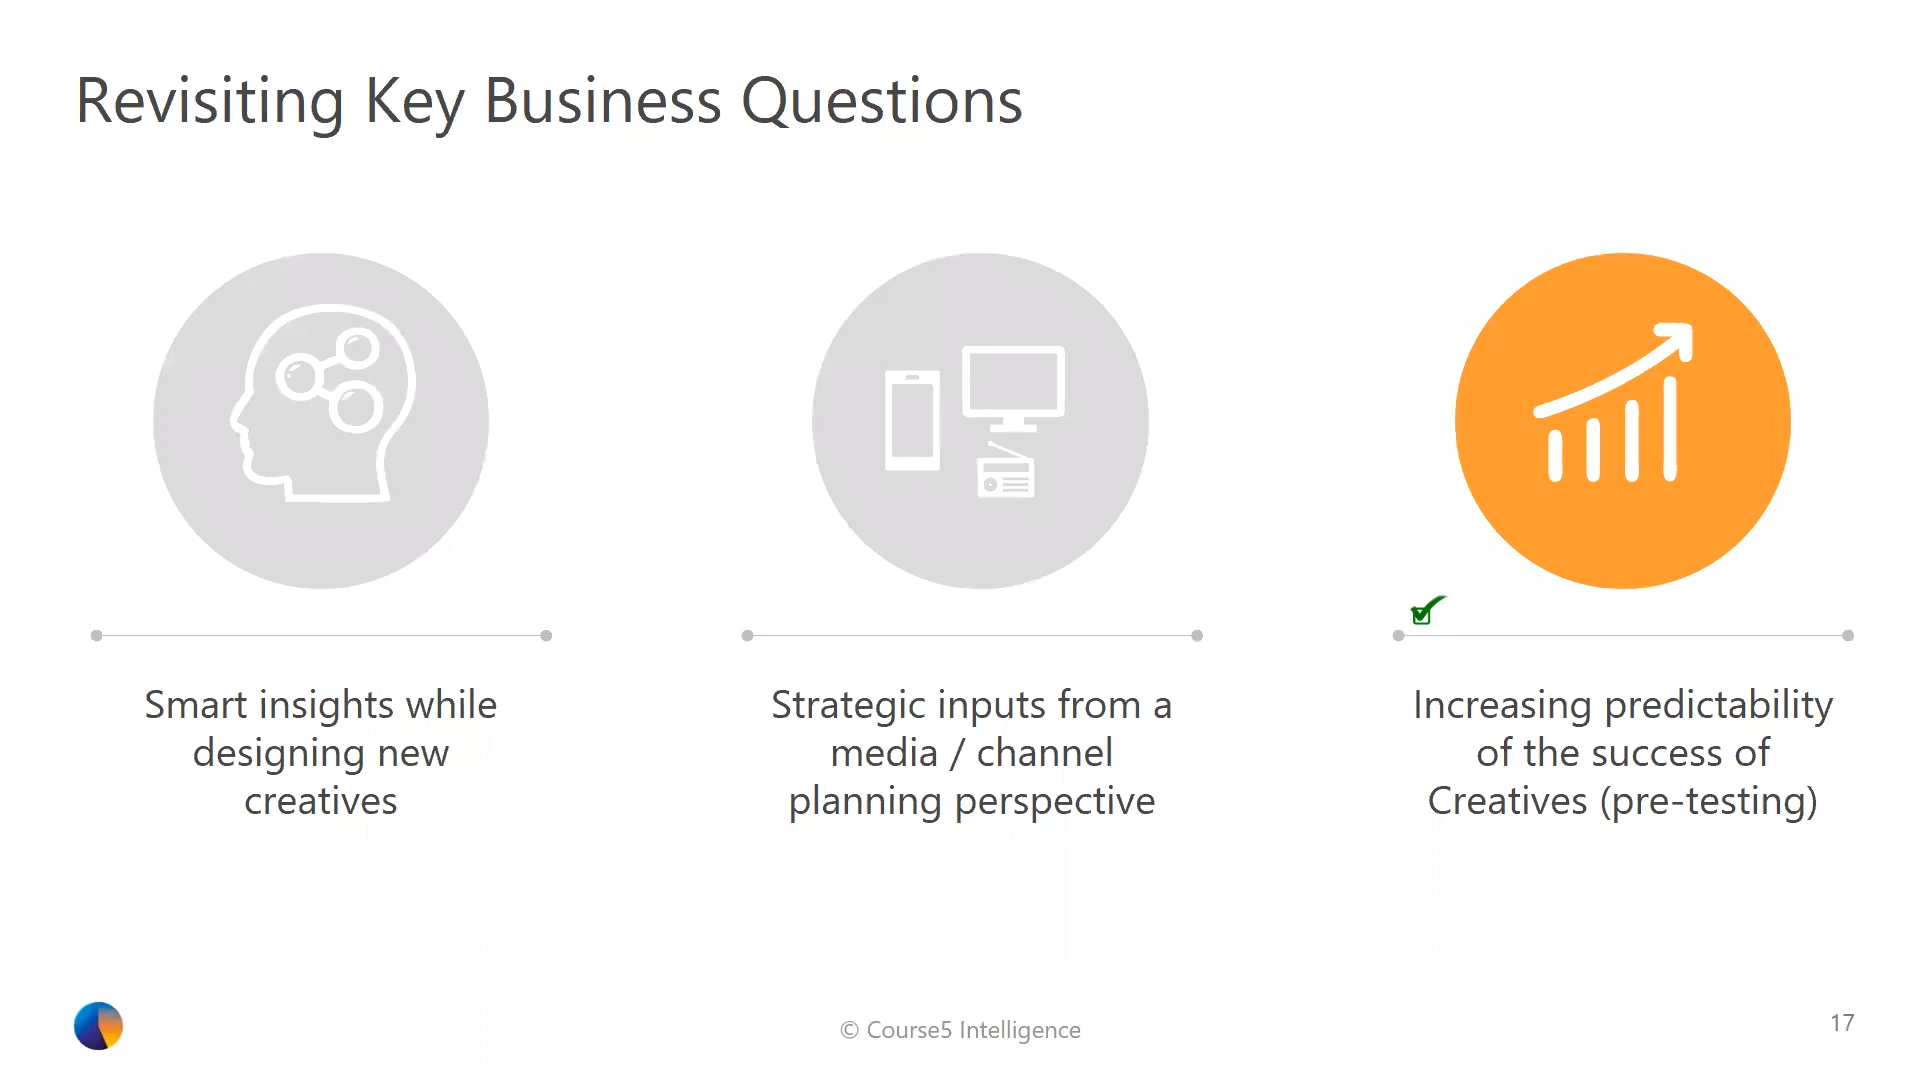 Revisiting Key Business Questions
Smart insights while
designing new
creatives
Strategic inputs from a
media / channel
planning perspective
Increasing predictability
of the success of
Creatives (pre-testing)
© Course5 Intelligence
17